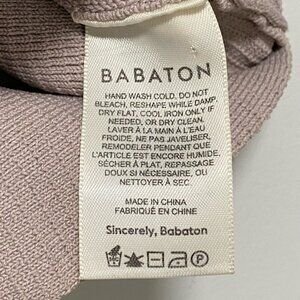 BABATON
HAND WASH COLD, DO NOT
BLEACH, RESHAPE WHILE DAMP.
DRY FLAT, COOL IRON ONLY IF
NEEDED, OR DRY CLEAN.
LAVER À LA MAIN À L'EAU
FROIDE, NE PAS JAVELISER,
REMODELER PENDANT QUE
L'ARTICLE EST ENCORE HUMIDE.
SÉCHER À PLAT, REPASSAGE
DOUX SI NÉCESSAIRE, OU
NETTOYER À SEC.
MADE IN CHINA
FABRIQUÉ EN CHINE
Sincerely, Babaton